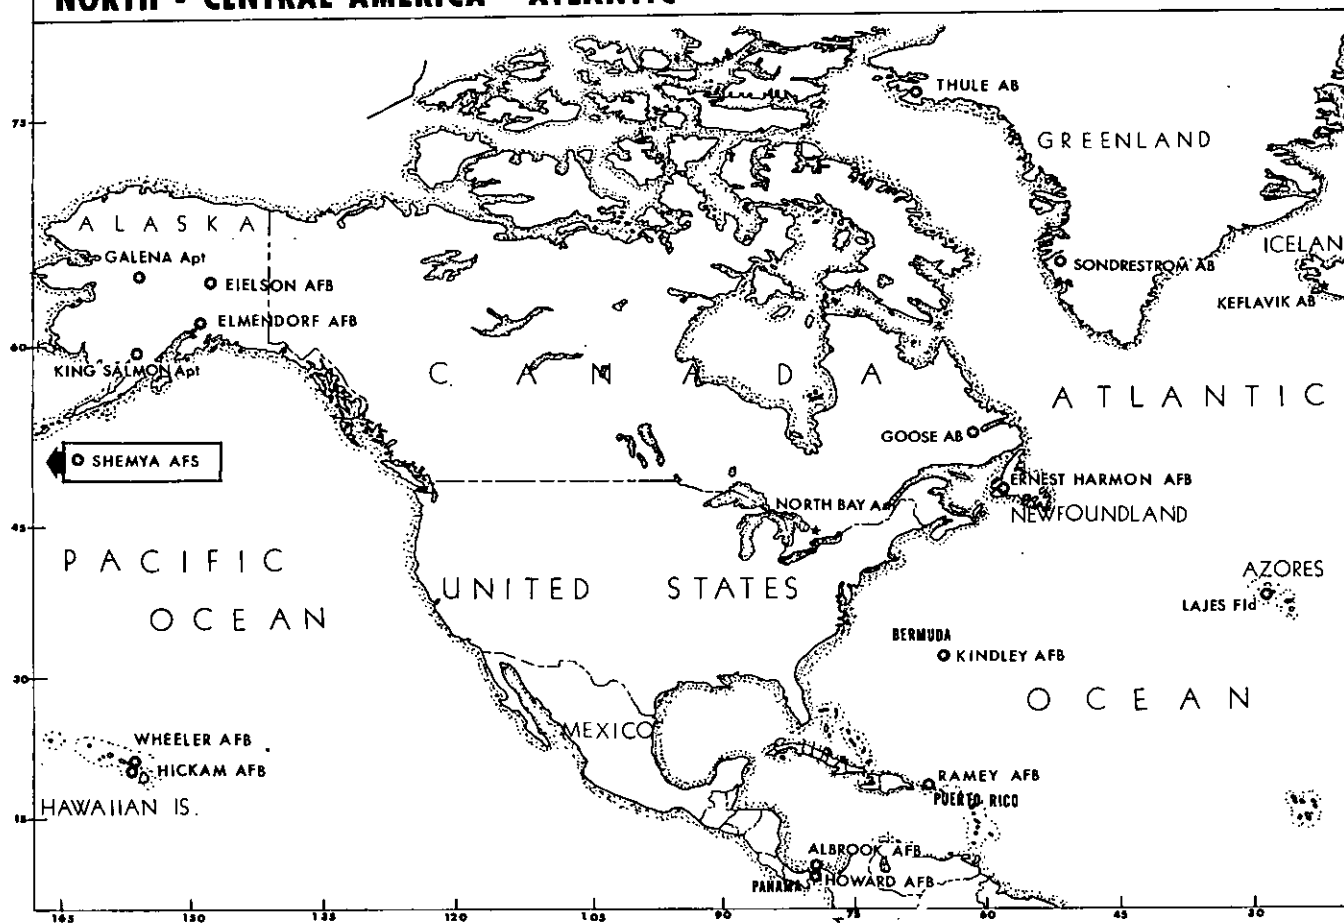 NORTH - CENTRAL AMERICA - ATLANTIC
75
THULE AB
GREENLAND
ALASKA
GALENA Apt
EIELSON AFB
ELMENDORF AFB
KING SALMON Apt
60
SONDRESTROM AB
ICELAN
KEFLAVIK AB
CANADA
ATLANTIC
GOOSE AB
SHEMYA AFS
ERNEST HARMON AFB
NORTH BAY
NEWFOUNDLAND
45
PACIFIC
OCEAN
UNITED STATES
AZORES
LAJES Fld
BERMUDA
KINDLEY AFB
30
OCEAN
MEXICO
CUBA
WHEELER AFB
HICKAM AFB
HAWAIIAN IS.
RAMEY AFB
PUERTO RICO
15
ALBROOK AFB
PANAMA
HOWARD AFB
165 150 135 120 105 90 75 60 45 30